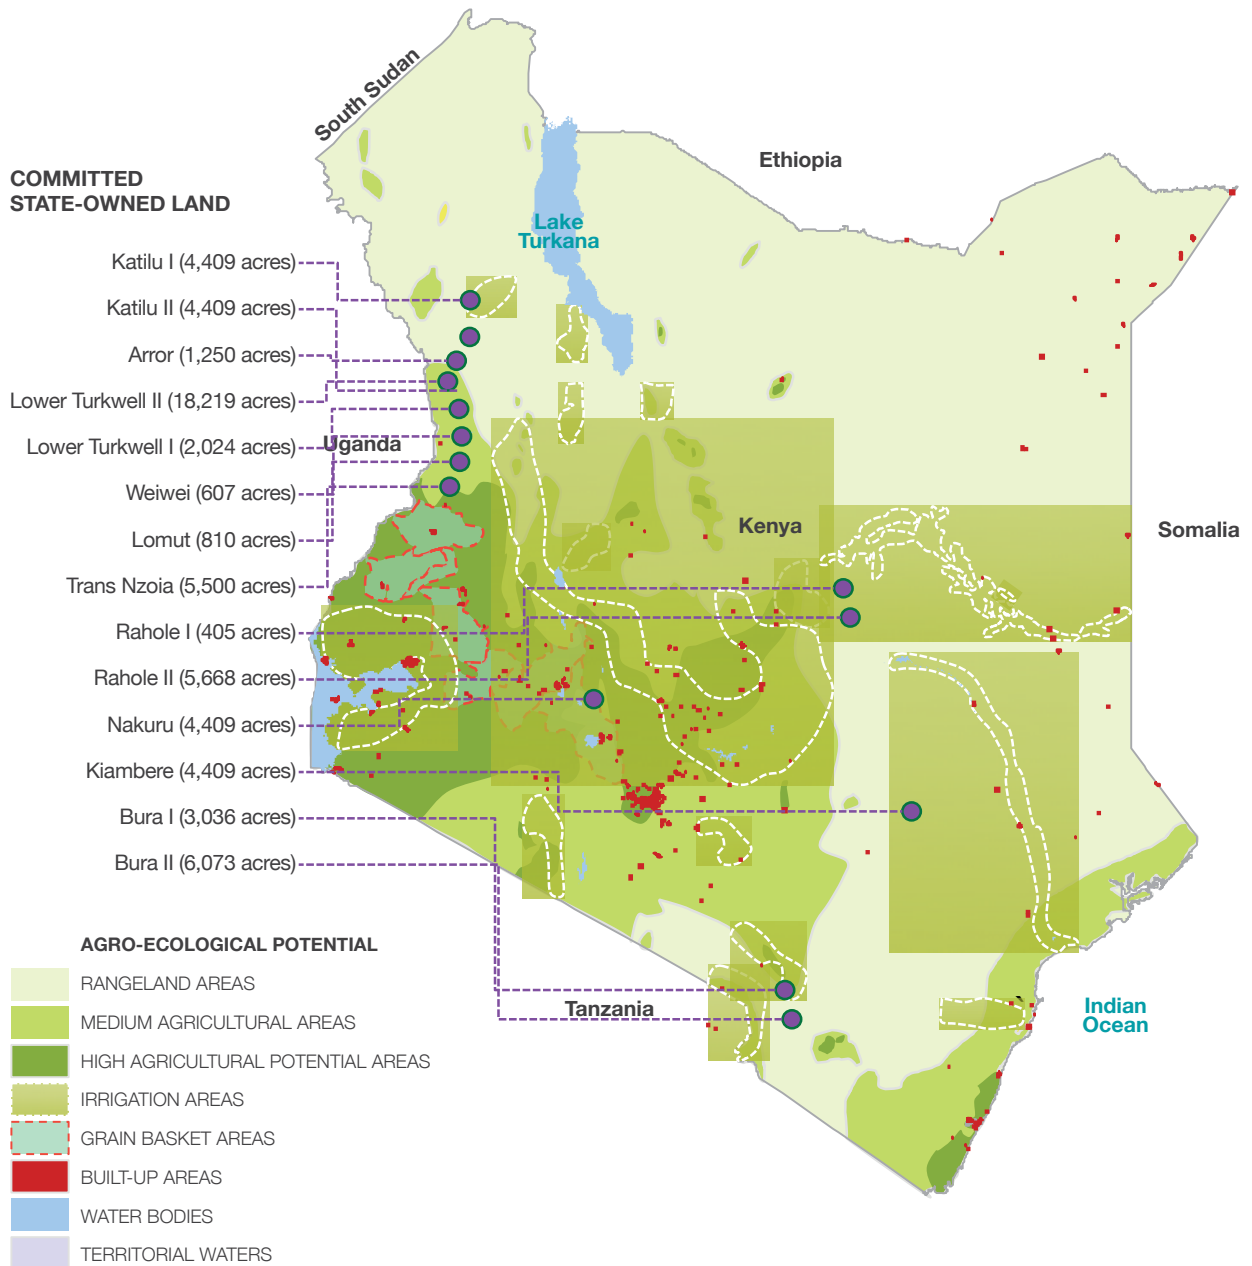 South Sudan
Ethiopia
COMMITTED
STATE-OWNED LAND
Lake
Turkana
Katilu I (4,409 acres)
Katilu II (4,409 acres)
Arror (1,250 acres)
Lower Turkwell II (18,219 acres)
Uganda
Lower Turkwell I (2,024 acres)
Weiwei (607 acres)
Kenya
Somalia
Lomut (810 acres)
Trans Nzoia (5,500 acres)
Rahole I (405 acres)
Rahole II (5,668 acres)
Nakuru (4,409 acres)
Kiambere (4,409 acres)
Bura I (3,036 acres)
Bura II (6,073 acres)
Tanzania
Indian
Ocean
AGRO-ECOLOGICAL POTENTIAL
RANGELAND AREAS
MEDIUM AGRICULTURAL AREAS
HIGH AGRICULTURAL POTENTIAL AREAS
IRRIGATION AREAS
GRAIN BASKET AREAS
BUILT-UP AREAS
WATER BODIES
TERRITORIAL WATERS